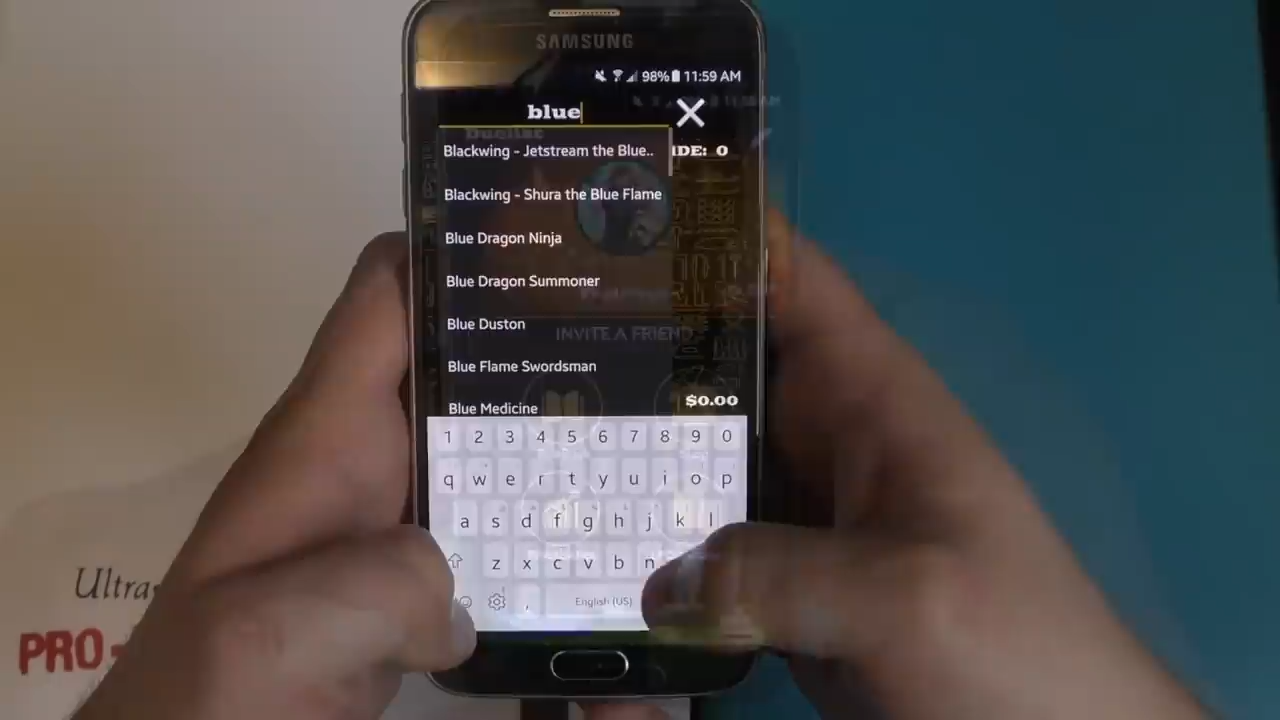 SAMSUNG
98% 11:59 AM
blue
Duelist
IDE: 0
Blackwing - Jetstream the Blue..
Blackwing - Shura the Blue Flame
Blue Dragon Ninja
Blue Dragon Summoner
Blue Duston
INVITE A FRIEND
Blue Flame Swordsman
$0.00
Blue Medicine
1 2 3 4 5 6 7 8 9 0
q w e r t y u i o p
a s d f g h j k l
z x c v b n
, English (US)
Ultra
PRO